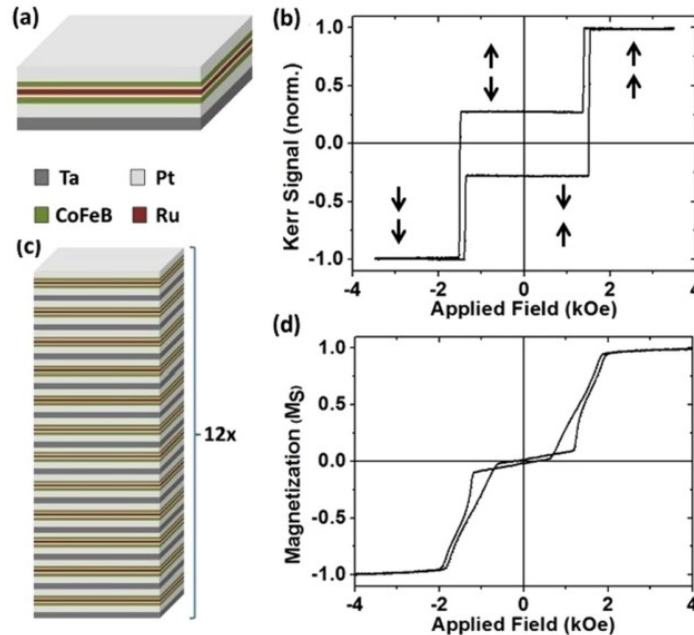 (a)
Ta
Pt
CoFeB
Ru
(b)
Kerr Signal (norm.)
1.0
0.5
0.0
-0.5
-1.0
-4
-2
0
2
4
Applied Field (kOe)
(c)
12x
(d)
Magnetization (MS)
1.0
0.5
0.0
-0.5
-1.0
-4
-2
0
2
4
Applied Field (kOe)